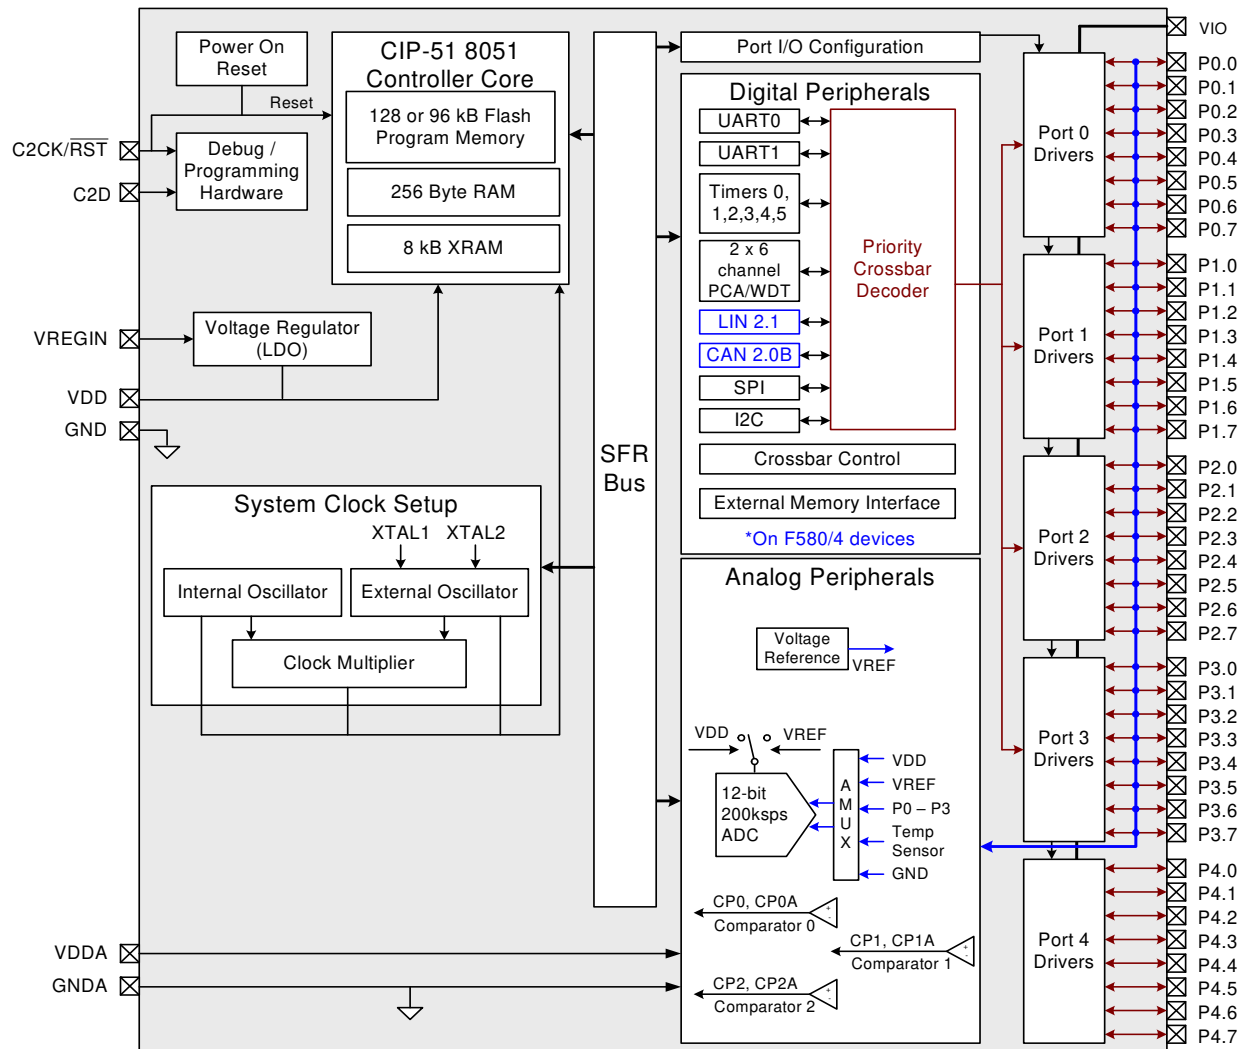 Power On
Reset
Reset
C2CK/RST
C2D
Debug /
Programming
Hardware
CIP-51 8051
Controller Core
128 or 96 kB Flash
Program Memory
256 Byte RAM
8 kB XRAM
VREGIN
Voltage Regulator
(LDO)
VDD
GND
System Clock Setup
XTAL1
XTAL2
Internal Oscillator
External Oscillator
Clock Multiplier
VDDA
GNDA
SFR
Bus
Port I/O Configuration
Digital Peripherals
UART0
UART1
Timers 0,
1,2,3,4,5
2 x 6
channel
PCA/WDT
LIN 2.1
CAN 2.0B
SPI
I2C
Priority
Crossbar
Decoder
Crossbar Control
External Memory Interface
*On F580/4 devices
Analog Peripherals
Voltage
Reference
VREF
VDD
VREF
12-bit
200ksps
ADC
A
M
U
X
VDD
VREF
P0 – P3
Temp
Sensor
GND
CP0, CP0A
+
-
Comparator 0
CP1, CP1A
+
-
Comparator 1
CP2, CP2A
+
-
Comparator 2
Port 0
Drivers
Port 1
Drivers
Port 2
Drivers
Port 3
Drivers
Port 4
Drivers
VIO
P0.0
P0.1
P0.2
P0.3
P0.4
P0.5
P0.6
P0.7
P1.0
P1.1
P1.2
P1.3
P1.4
P1.5
P1.6
P1.7
P2.0
P2.1
P2.2
P2.3
P2.4
P2.5
P2.6
P2.7
P3.0
P3.1
P3.2
P3.3
P3.4
P3.5
P3.6
P3.7
P4.0
P4.1
P4.2
P4.3
P4.4
P4.5
P4.6
P4.7